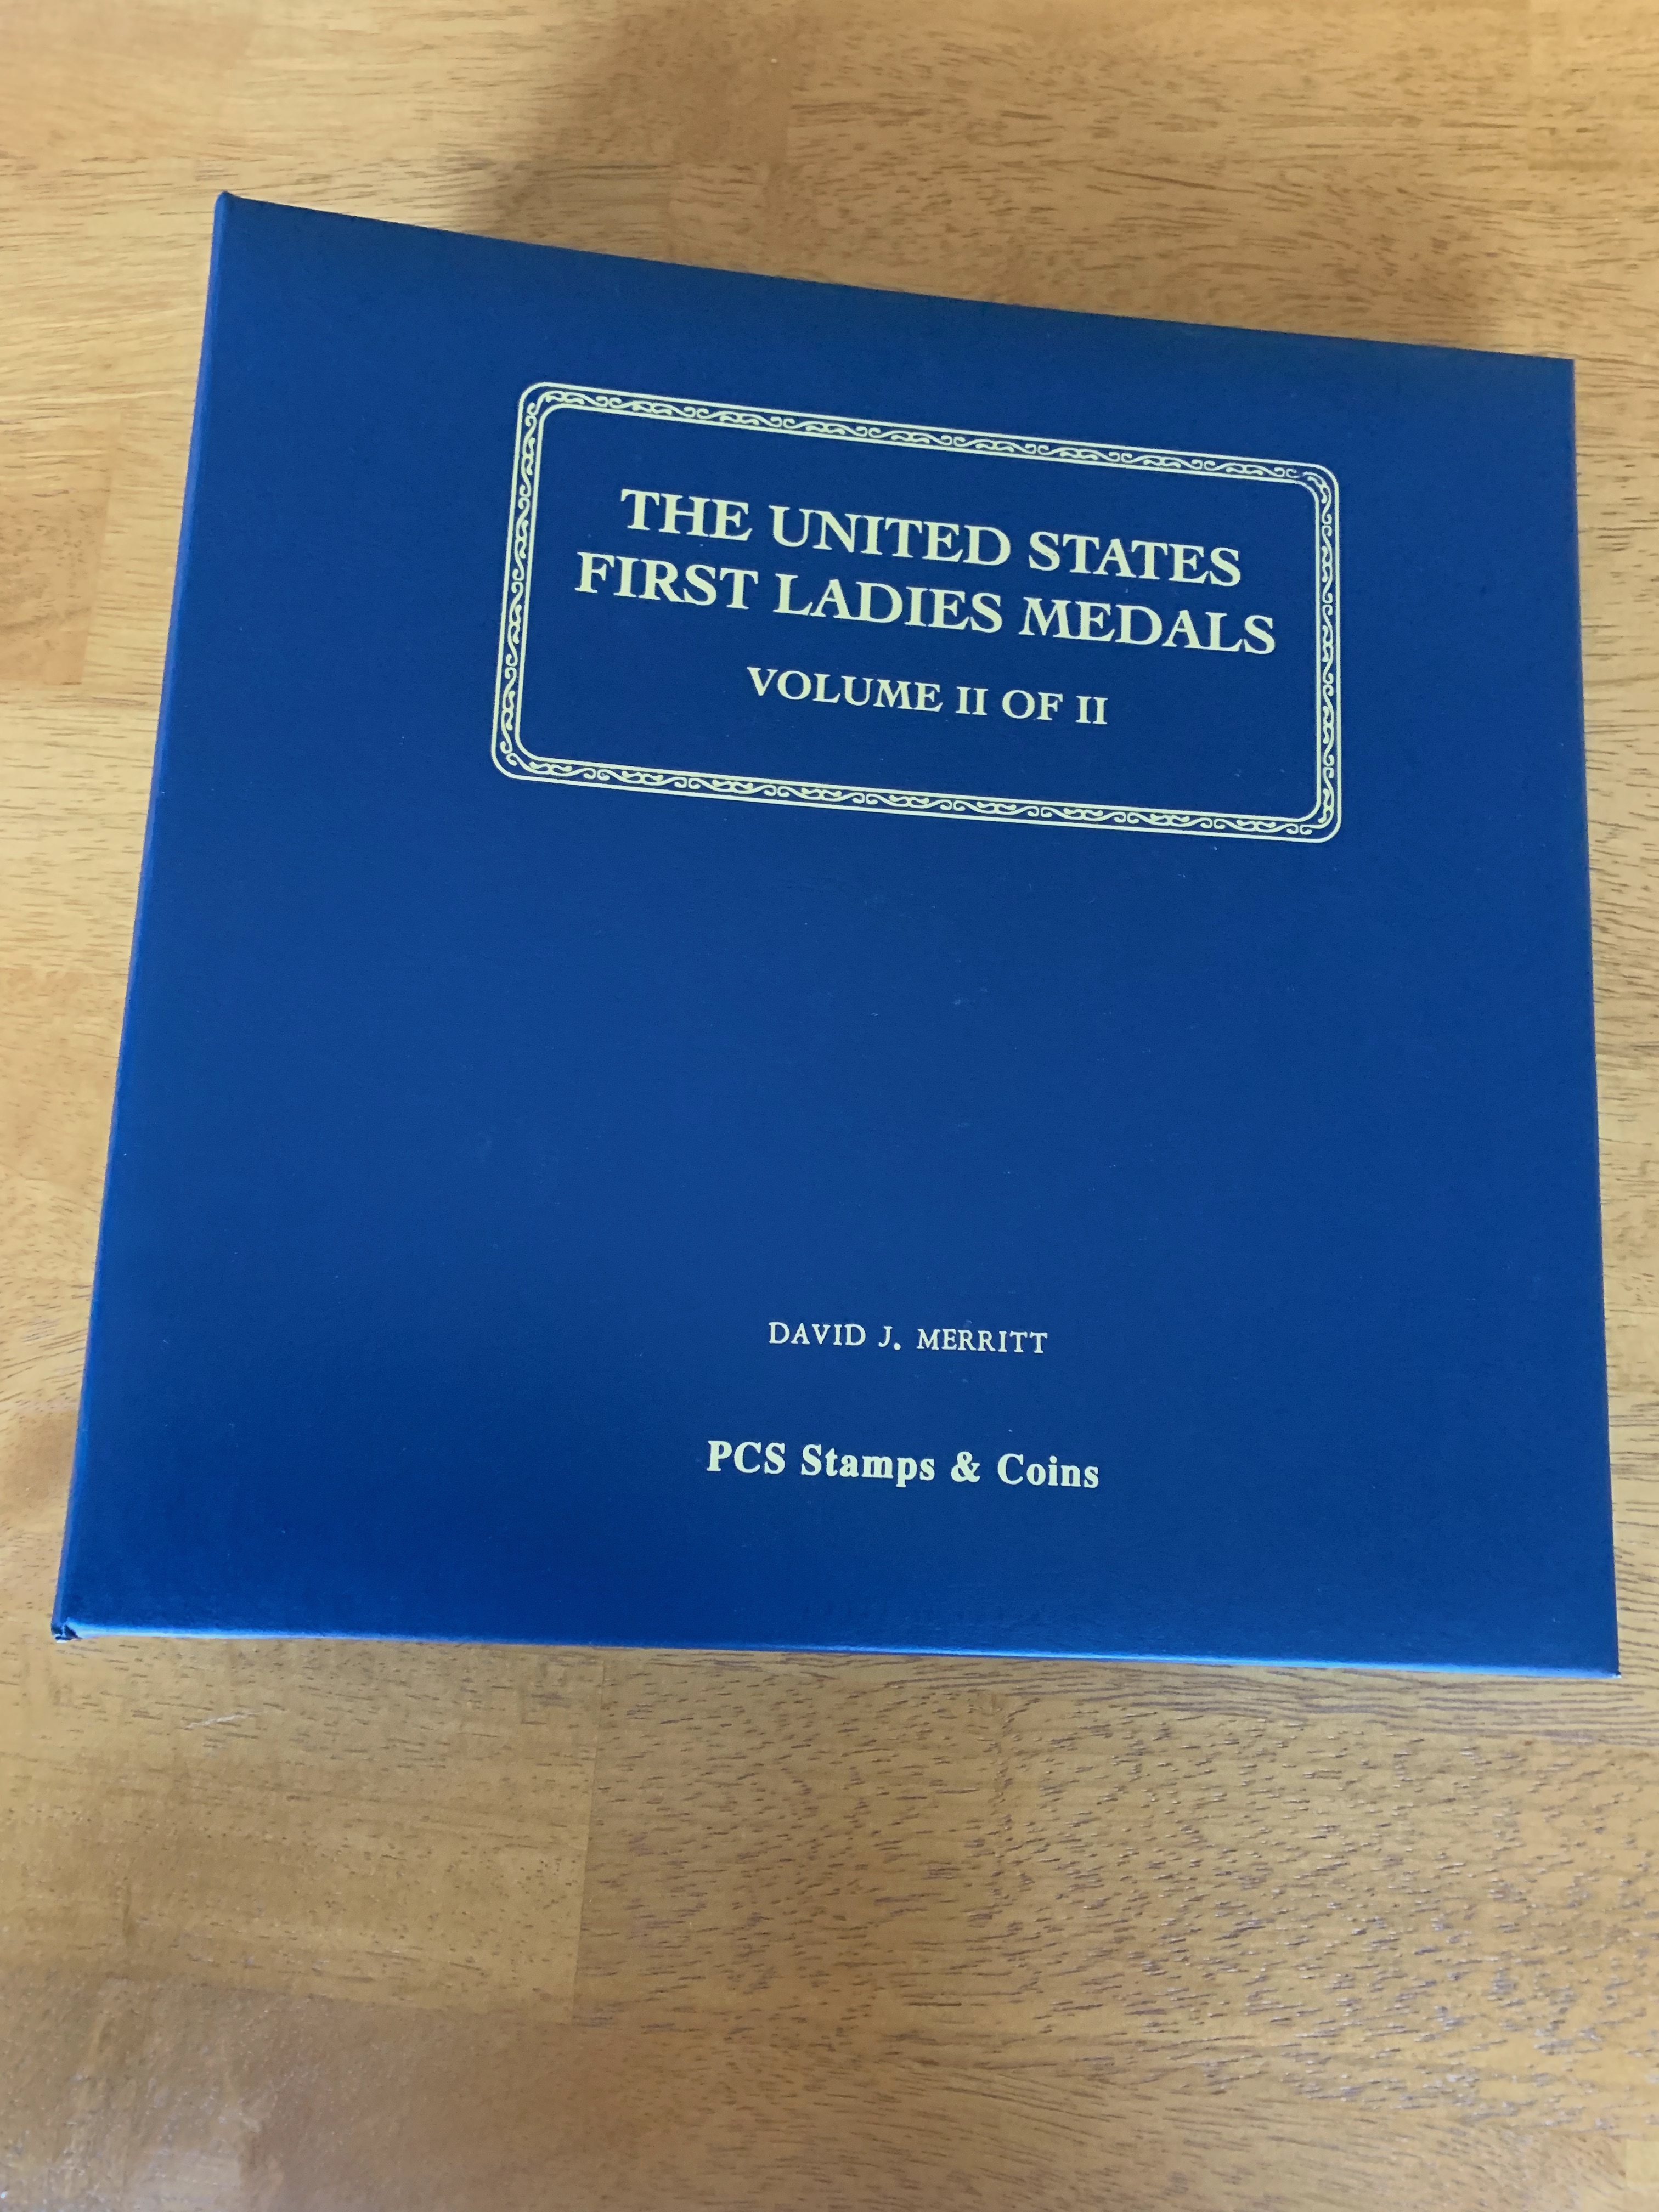 THE UNITED STATES
FIRST LADIES MEDALS
VOLUME II OF II
DAVID J. MERRITT
PCS Stamps & Coins